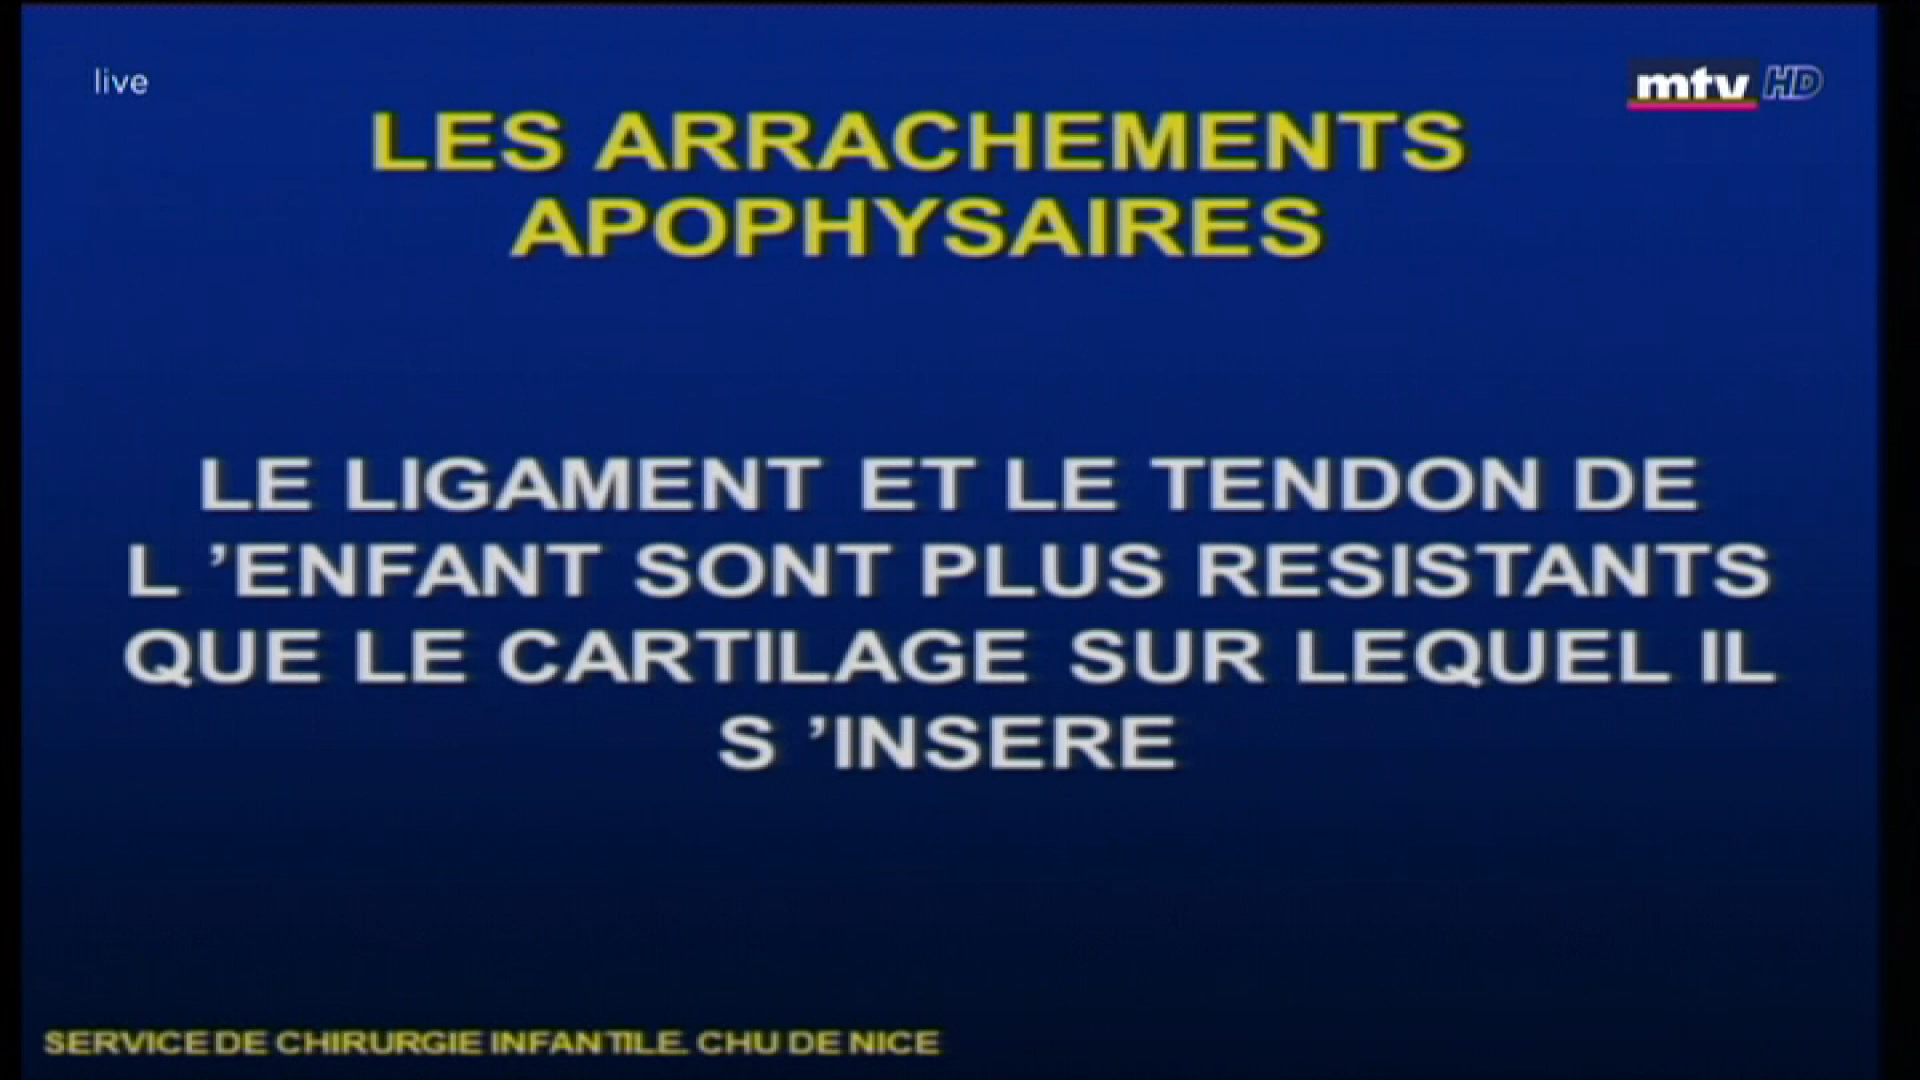 live
mtv HD
LES ARRACHEMENTS
APOPHYSAIRES
LE LIGAMENT ET LE TENDON DE
L ’ENFANT SONT PLUS RESISTANTS
QUE LE CARTILAGE SUR LEQUEL IL
S ’INSERE
SERVICE DE CHIRURGIE INFANTILE. CHU DE NICE